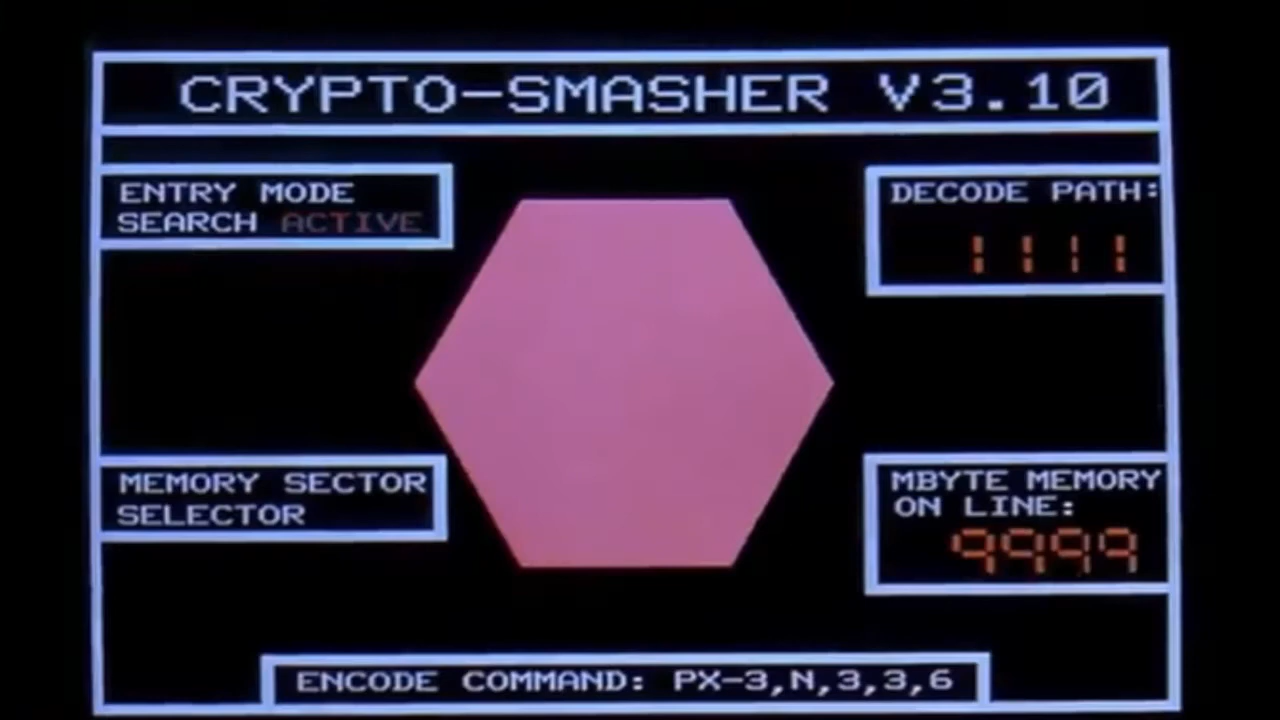 CRYPTO-SMASHER V3.10
ENTRY MODE
SEARCH ACTIVE
DECODE PATH:
1111
MEMORY SECTOR
SELECTOR
MBYTE MEMORY
ON LINE:
9999
ENCODE COMMAND: PX-3,N,3,3,6